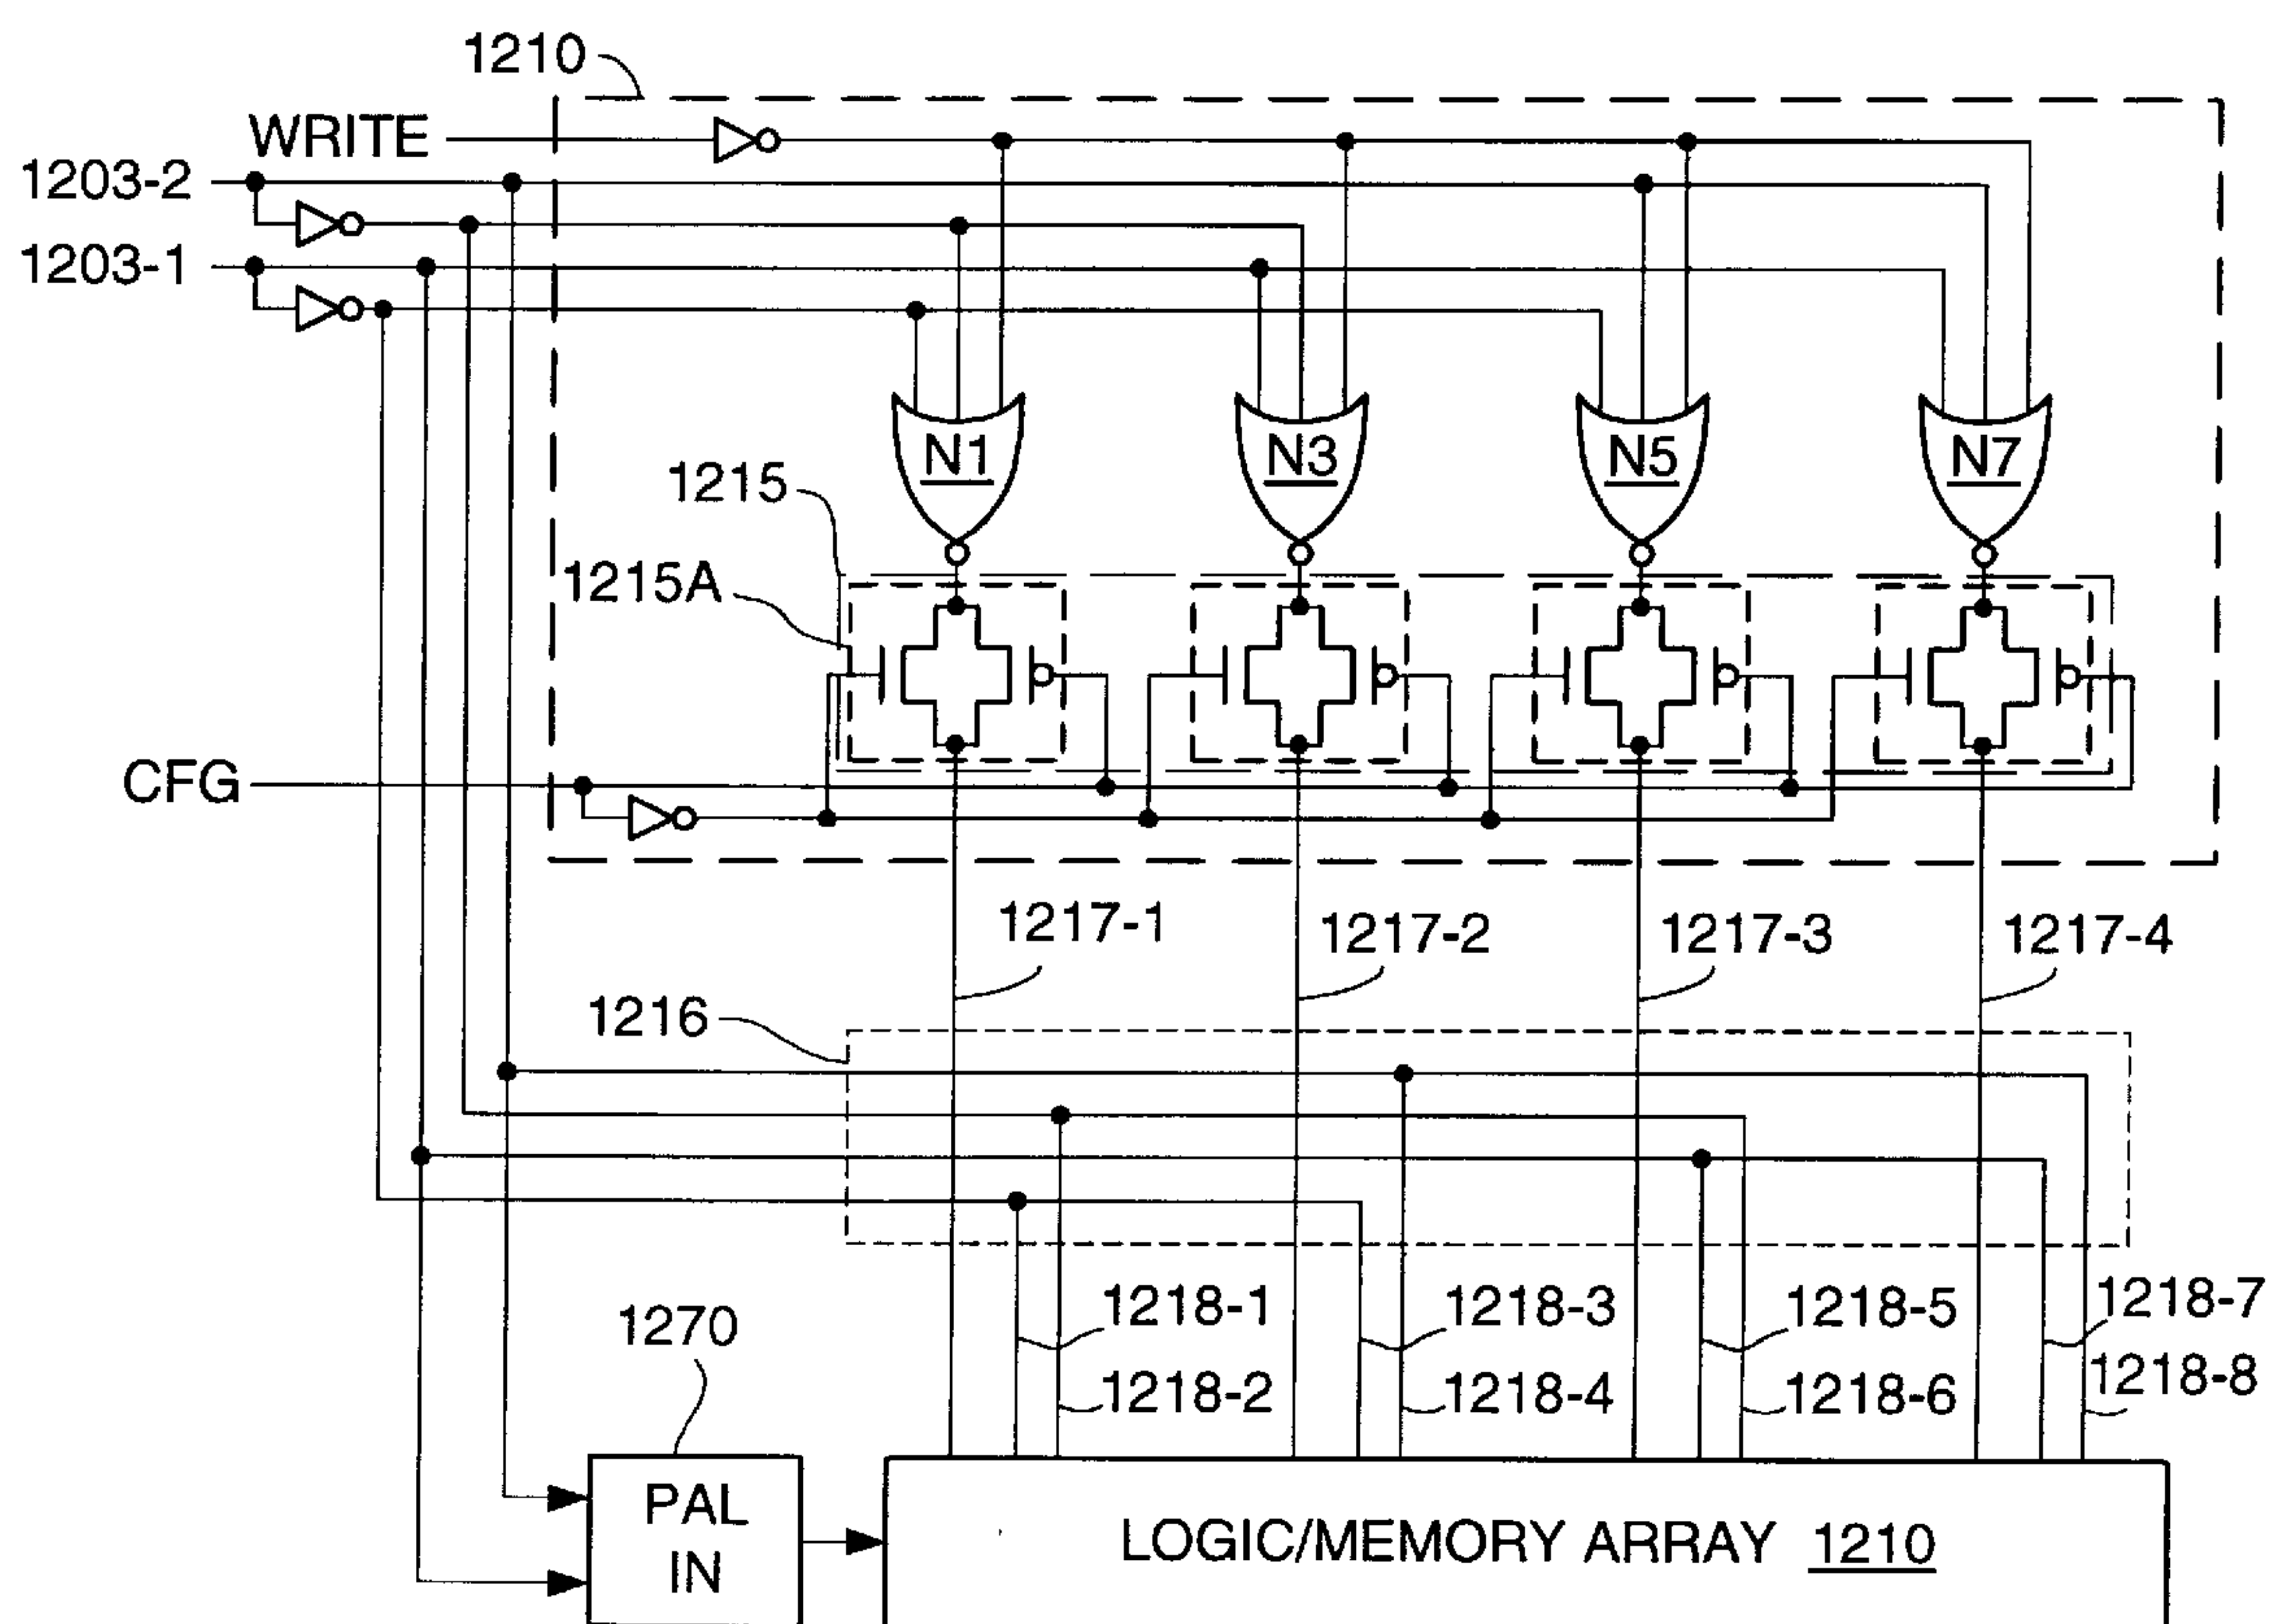 1210
WRITE
1203-2
1203-1
N1 N3 N5 N7
1215
1215A
CFG
1217-1 1217-2 1217-3 1217-4
1216
1218-1 1218-3 1218-5 1218-7
1270
1218-2 1218-4 1218-6 1218-8
PAL
IN
LOGIC/MEMORY ARRAY 1210